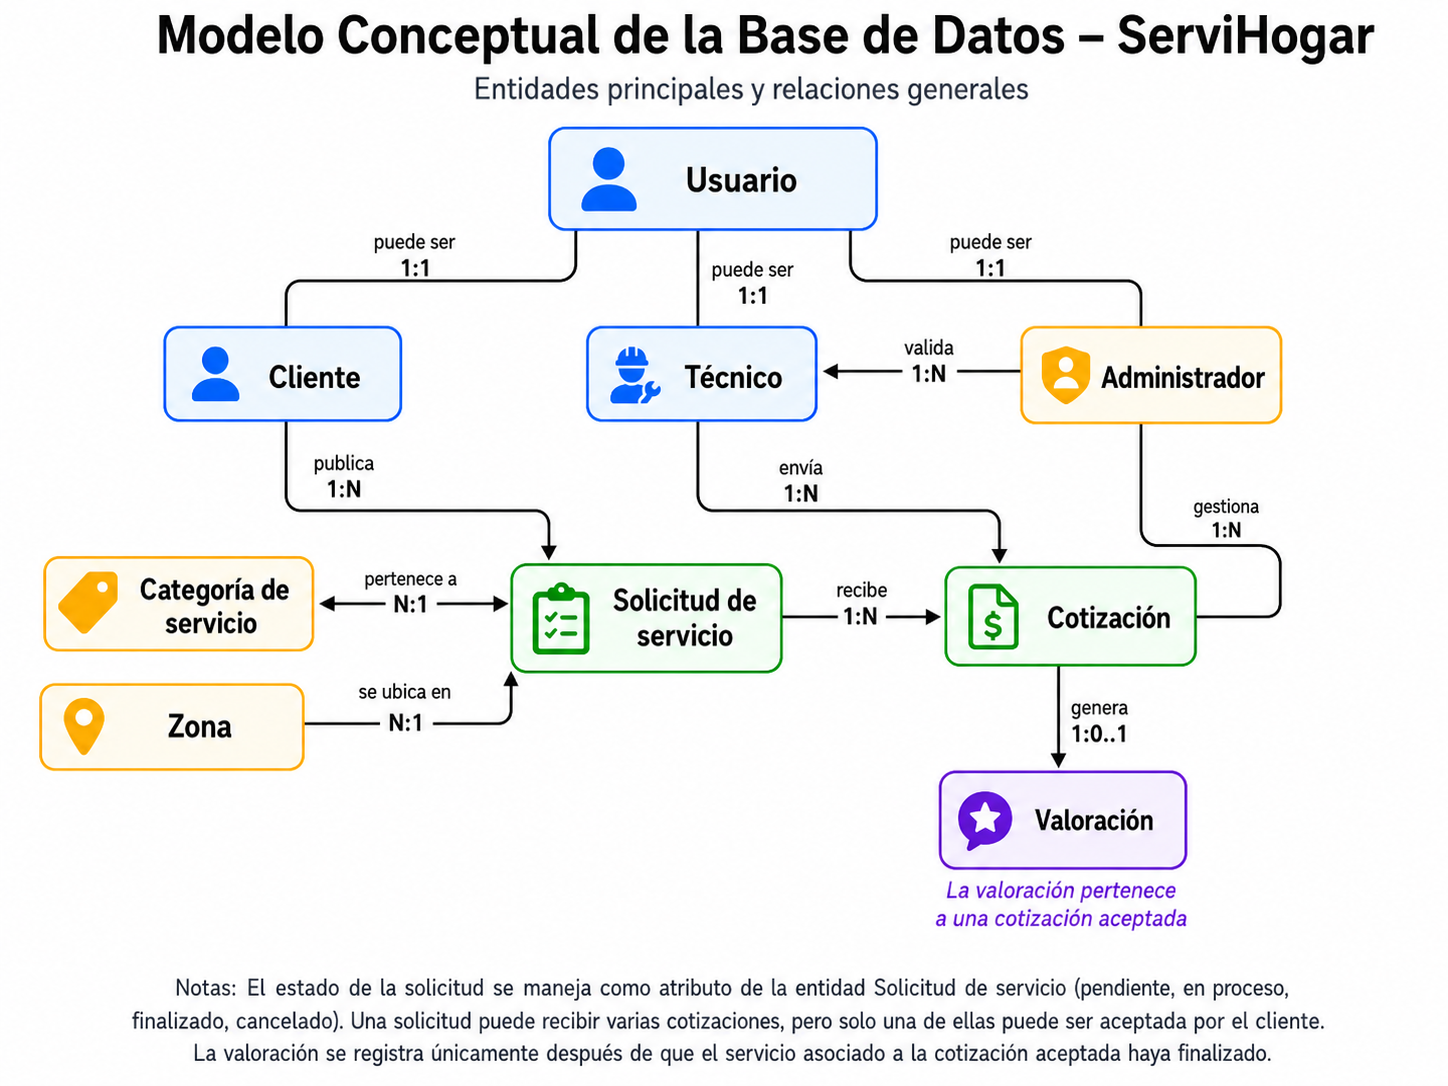 Modelo Conceptual de la Base de Datos – ServiHogar
Entidades principales y relaciones generales
Usuario
puede ser
1:1
puede ser
1:1
puede ser
1:1
Cliente
Técnico
valida
1:N
Administrador
publica
1:N
envía
1:N
gestiona
1:N
Categoría de
servicio
pertenece a
N:1
Solicitud de
servicio
recibe
1:N
Cotización
Zona
se ubica en
N:1
genera
1:0..1
Valoración
La valoración pertenece
a una cotización aceptada
Notas: El estado de la solicitud se maneja como atributo de la entidad Solicitud de servicio (pendiente, en proceso,
finalizado, cancelado). Una solicitud puede recibir varias cotizaciones, pero solo una de ellas puede ser aceptada por el cliente.
La valoración se registra únicamente después de que el servicio asociado a la cotización aceptada haya finalizado.